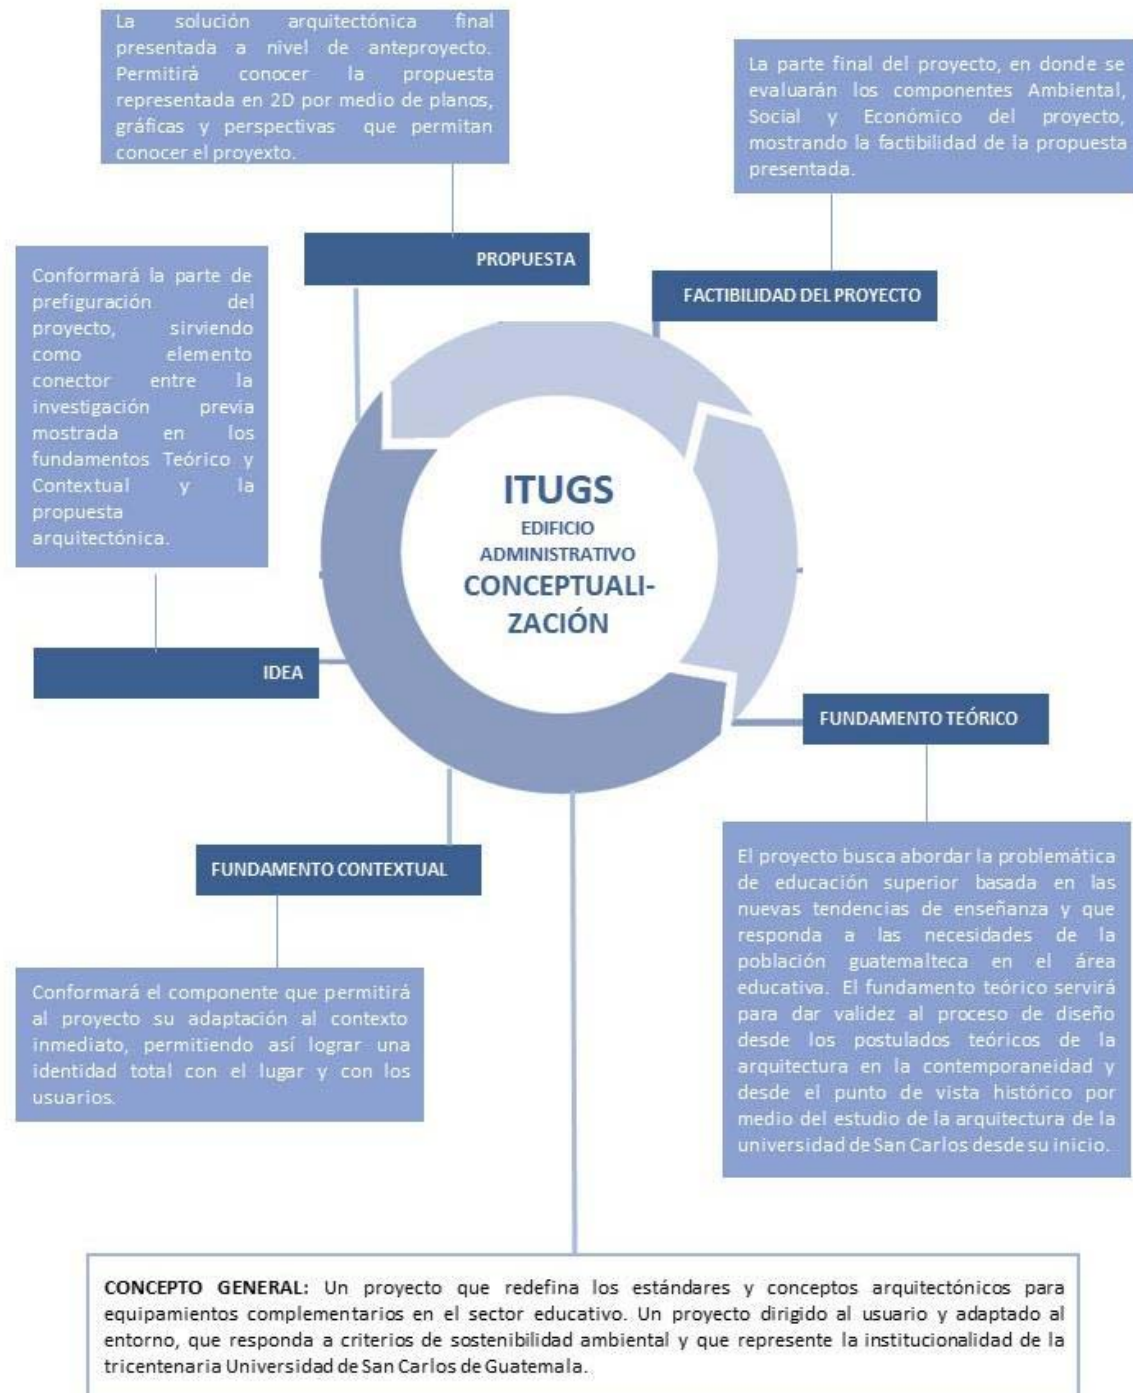 La solución arquitectónica final
presentada a nivel de anteproyecto.
Permitirá conocer la propuesta
representada en 2D por medio de planos,
gráficas y perspectivas que permitan
conocer el proyexto.
La parte final del proyecto, en donde se
evaluarán los componentes Ambiental,
Social y Económico del proyecto,
mostrando la factibilidad de la propuesta
presentada.
PROPUESTA
FACTIBILIDAD DEL PROYECTO
Conformará la parte de
prefiguración del
proyecto, sirviendo
como elemento
conector entre la
investigación previa
mostrada en los
fundamentos Teórico y
Contextual y la
propuesta
arquitectónica.
ITUGS
EDIFICIO
ADMINISTRATIVO
CONCEPTUALI-
ZACIÓN
IDEA
FUNDAMENTO TEÓRICO
FUNDAMENTO CONTEXTUAL
El proyecto busca abordar la problemática
de educación superior basada en las
nuevas tendencias de enseñanza y que
responda a las necesidades de la
población guatemalteca en el área
educativa. El fundamento teórico servirá
para dar validez al proceso de diseño
desde los postulados teóricos de la
arquitectura en la contemporaneidad y
desde el punto de vista histórico por
medio del estudio de la arquitectura de la
universidad de San Carlos desde su inicio.
Conformará el componente que permitirá
al proyecto su adaptación al contexto
inmediato, permitiendo así lograr una
identidad total con el lugar y con los
usuarios.
CONCEPTO GENERAL: Un proyecto que redefina los estándares y conceptos arquitectónicos para
equipamientos complementarios en el sector educativo. Un proyecto dirigido al usuario y adaptado al
entorno, que responda a criterios de sostenibilidad ambiental y que represente la institucionalidad de la
tricentenaria Universidad de San Carlos de Guatemala.